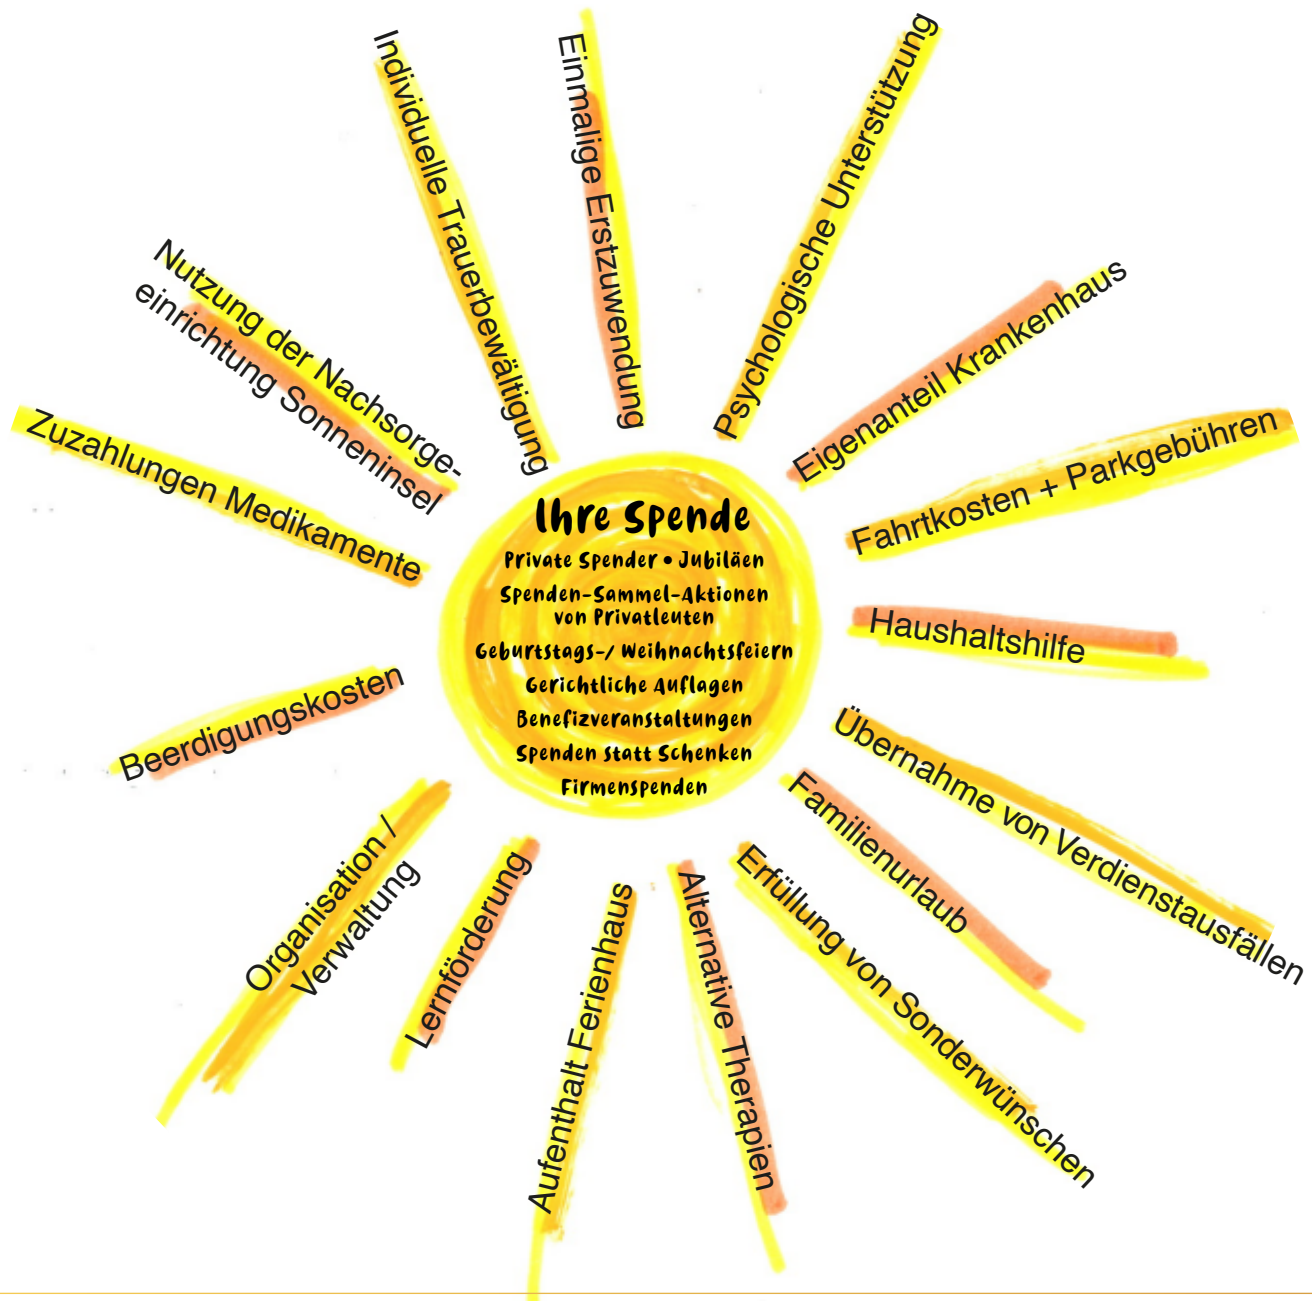 Individuelle Trauerbewältigung
Einmalige Erstzuwendung
Psychologische Unterstützung
Eigenanteil Krankenhaus
Fahrtkosten + Parkgebühren
Haushaltshilfe
Übernahme von Verdienstausfällen
Familienurlaub
Erfüllung von Sonderwünschen
Alternative Therapien
Aufenthalt Ferienhaus
Lernförderung
Organisation /
Verwaltung
Beerdigungskosten
Zuzahlungen Medikamente
Nutzung der Nachsorge-
einrichtung Sonneninsel
Ihre Spende
Private Spender • Jubiläen
Spenden-Sammel-Aktionen
von Privatleuten
Geburtstags-/ Weihnachtsfeiern
Gerichtliche Auflagen
Benefizveranstaltungen
Spenden statt Schenken
Firmenspenden